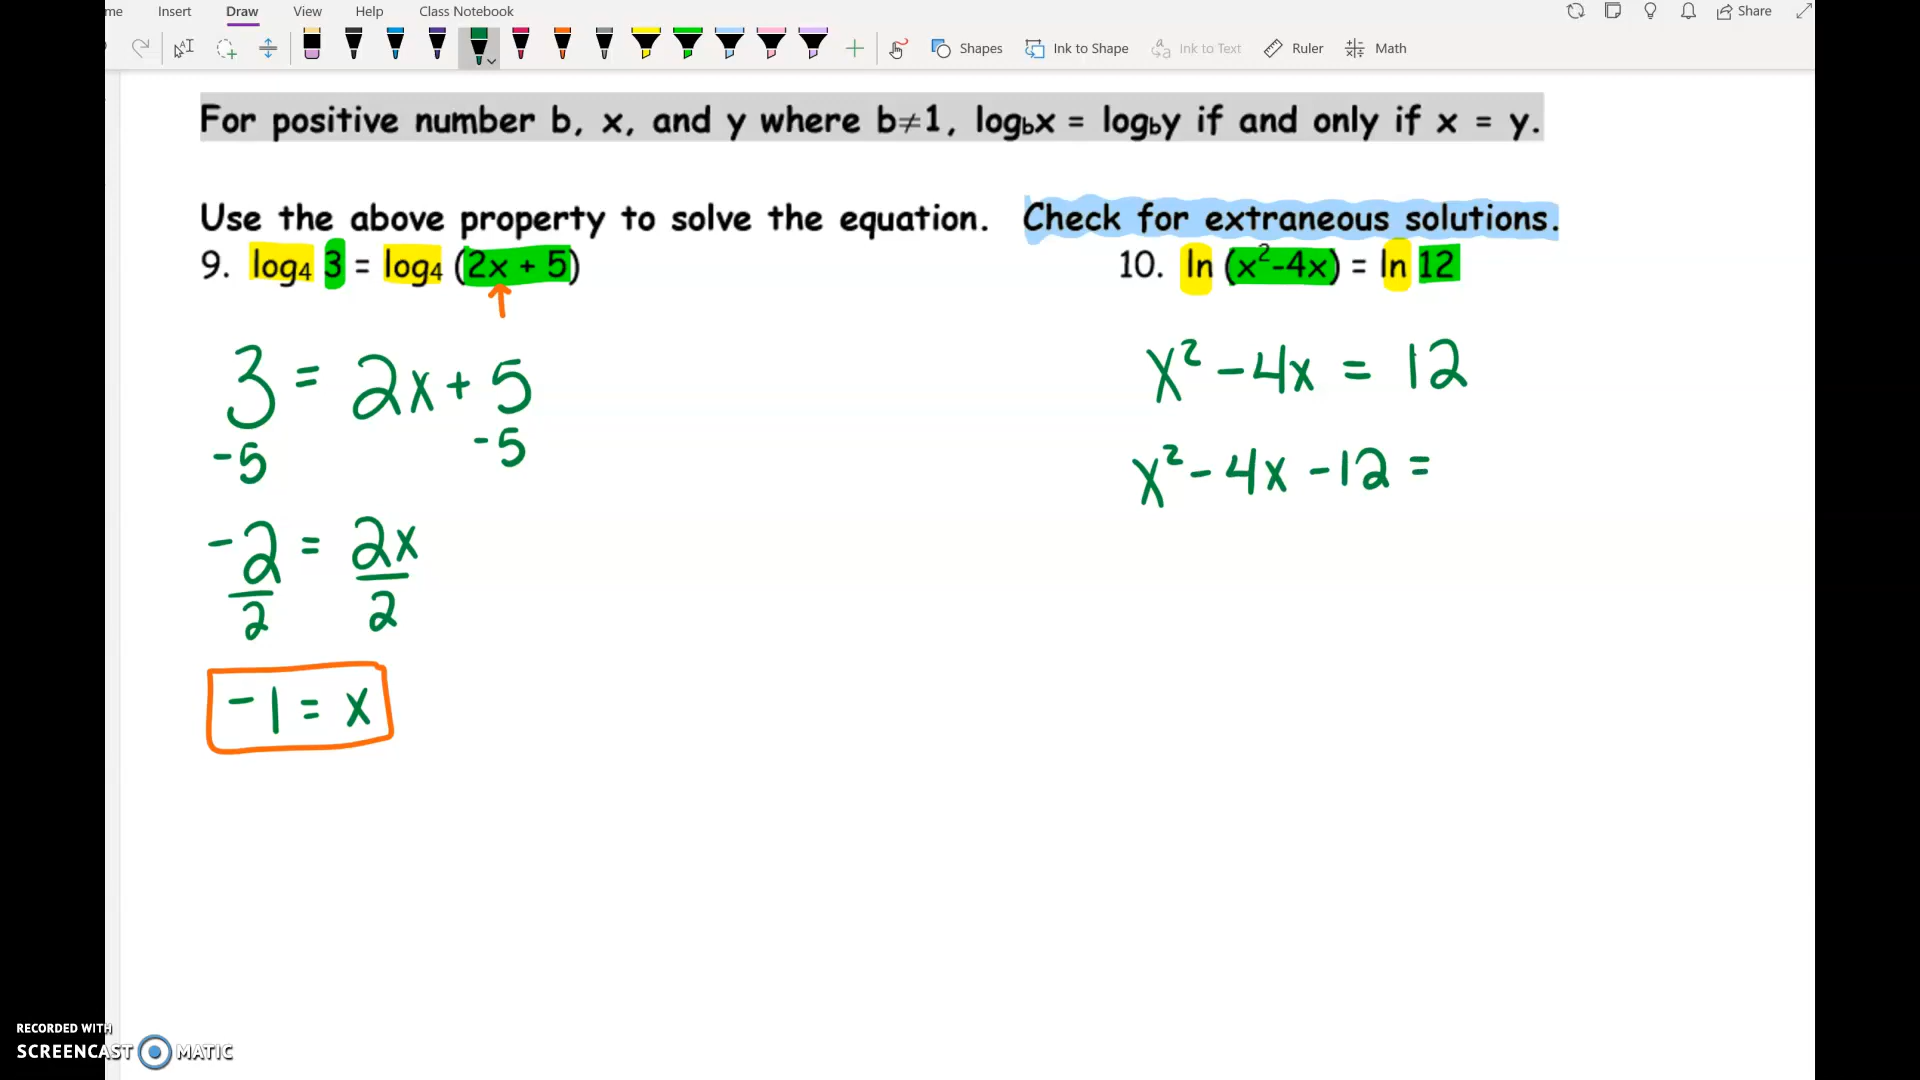 me Insert Draw View Help Class Notebook Share
Shapes Ink to Shape Ink to Text Ruler Math
For positive number b, x, and y where b≠1, log_b x = log_b y if and only if x = y.
Use the above property to solve the equation. Check for extraneous solutions.
9. log₄ 3 = log₄ (2x + 5)
3 = 2x + 5
-5 -5
-2 = 2x
2 2
-1 = x
10. ln (x²-4x) = ln 12
x² - 4x = 12
x² - 4x - 12 =
RECORDED WITH
SCREENCAST MATIC